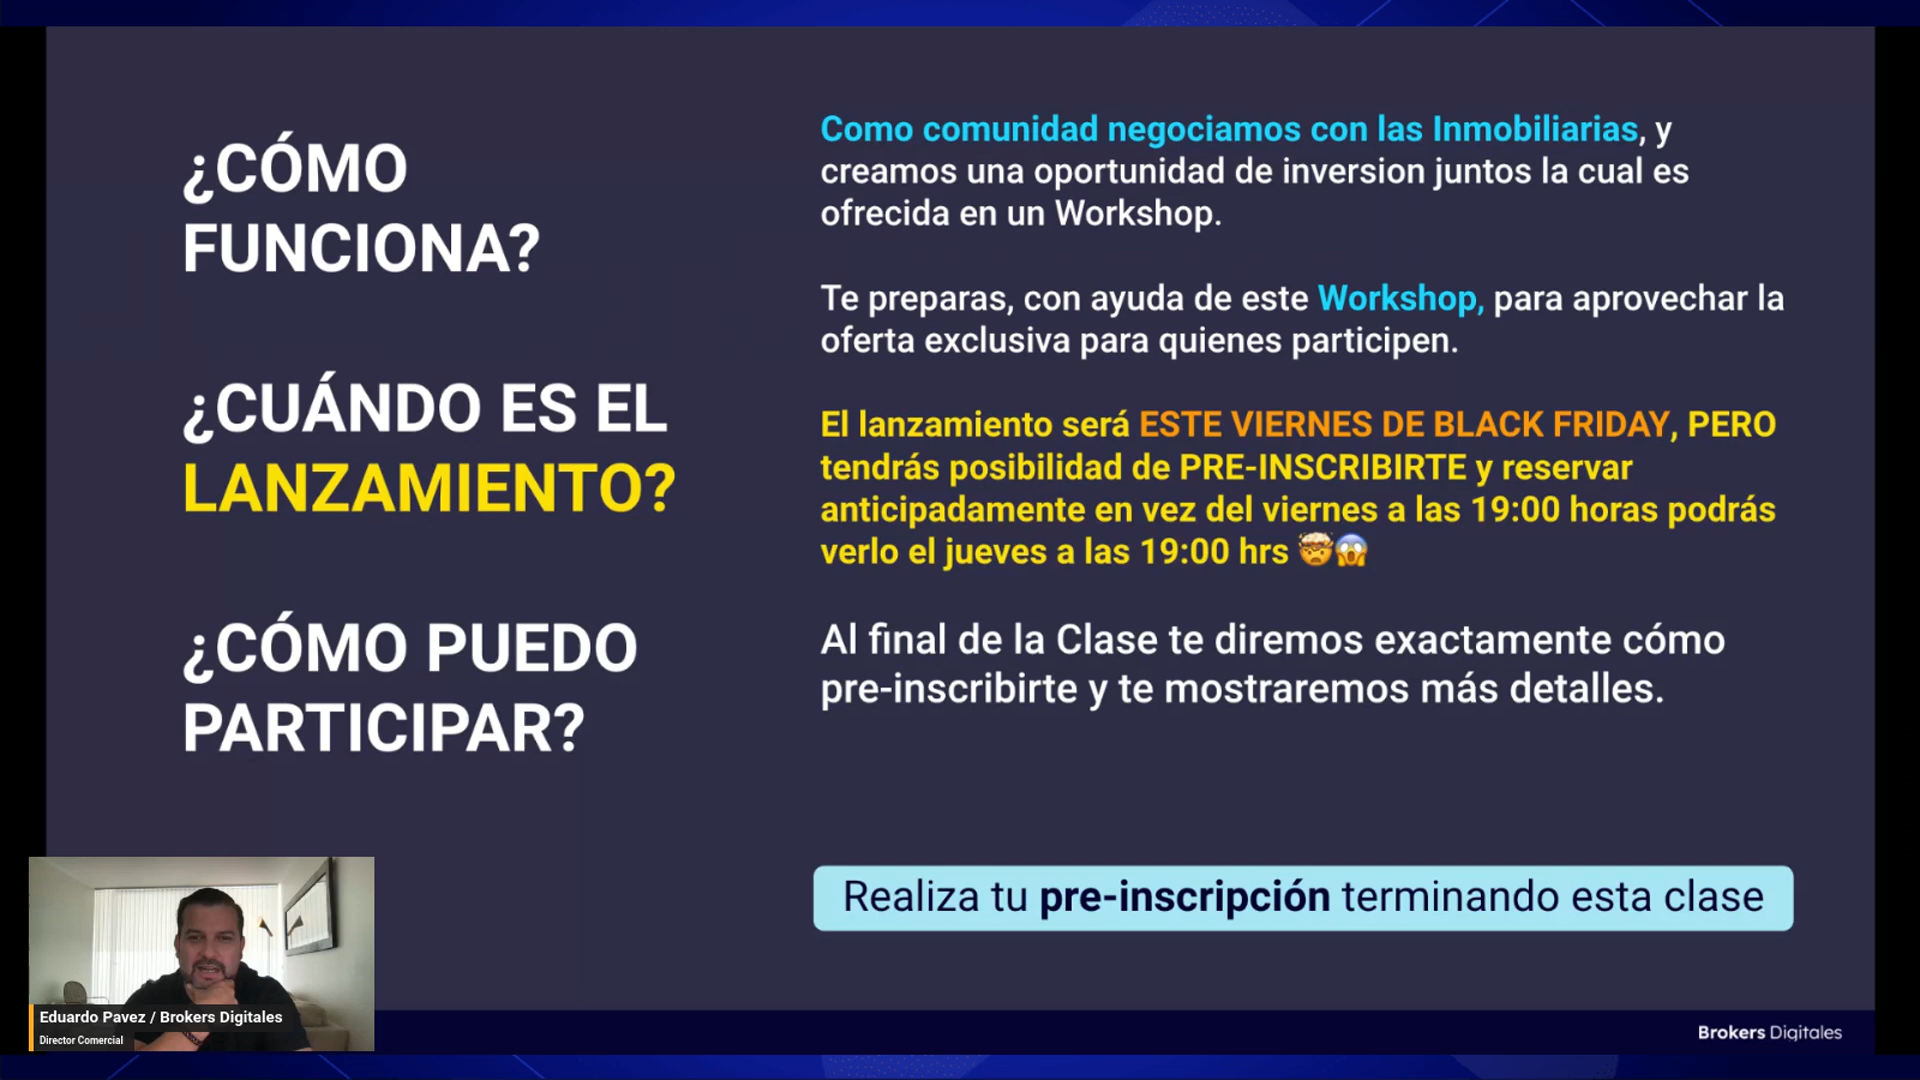 ¿CÓMO
FUNCIONA?
Como comunidad negociamos con las Inmobiliarias, y
creamos una oportunidad de inversion juntos la cual es
ofrecida en un Workshop.
Te preparas, con ayuda de este Workshop, para aprovechar la
oferta exclusiva para quienes participen.
¿CUÁNDO ES EL
LANZAMIENTO?
El lanzamiento será ESTE VIERNES DE BLACK FRIDAY, PERO
tendrás posibilidad de PRE-INSCRIBIRTE y reservar
anticipadamente en vez del viernes a las 19:00 horas podrás
verlo el jueves a las 19:00 hrs 🤯😱
¿CÓMO PUEDO
PARTICIPAR?
Al final de la Clase te diremos exactamente cómo
pre-inscribirte y te mostraremos más detalles.
Realiza tu pre-inscripción terminando esta clase
Eduardo Pavez / Brokers Digitales
Director Comercial
Brokers Digitales